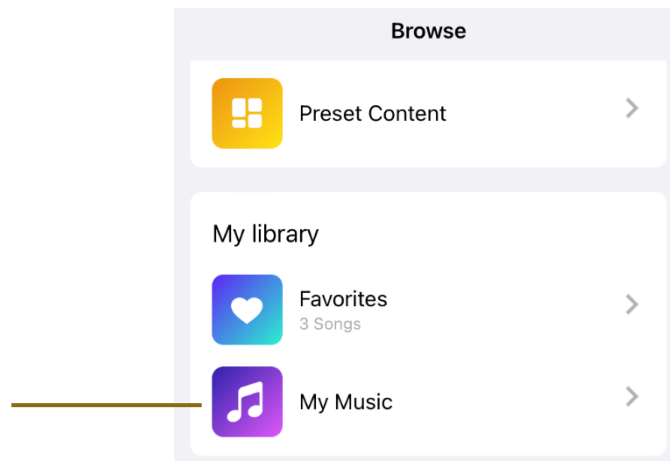 Browse
Preset Content
My library
Favorites
3 Songs
My Music